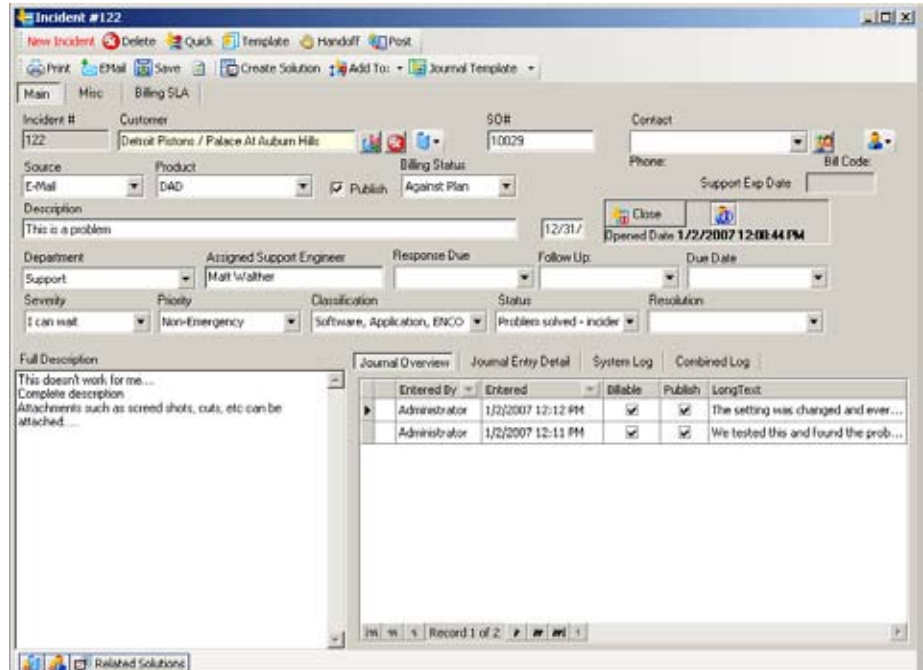 Incident #122
New Incident Delete Quick Template Handoff Post
Print EMail Save Create Solution Add To: Journal Template
Main Misc Billing SLA
Incident # Customer SO# Contact
122 Detroit Pistons / Palace At Auburn Hills 10029
Source Product Billing Status Phone: Bill Code:
E-Mail DAD Publish Against Plan Support Exp Date
Description Close
This is a problem 12/31/ Opened Date 1/2/2007 12:08:44 PM
Department Assigned Support Engineer Response Due Follow Up: Due Date
Support Matt Walther
Severity Priority Classification Status Resolution
I can wait Non-Emergency Software, Application, ENCO Problem solved - incider
Full Description Journal Overview Journal Entry Detail System Log Combined Log
This doesn't work for me....
Complete description
Attachments such as screed shots, cuts, etc can be
attached....
Entered By Entered Billable Publish LongText
Administrator 1/2/2007 12:12 PM The setting was changed and ever...
Administrator 1/2/2007 12:11 PM We tested this and found the prob...
Record 1 of 2
Related Solutions